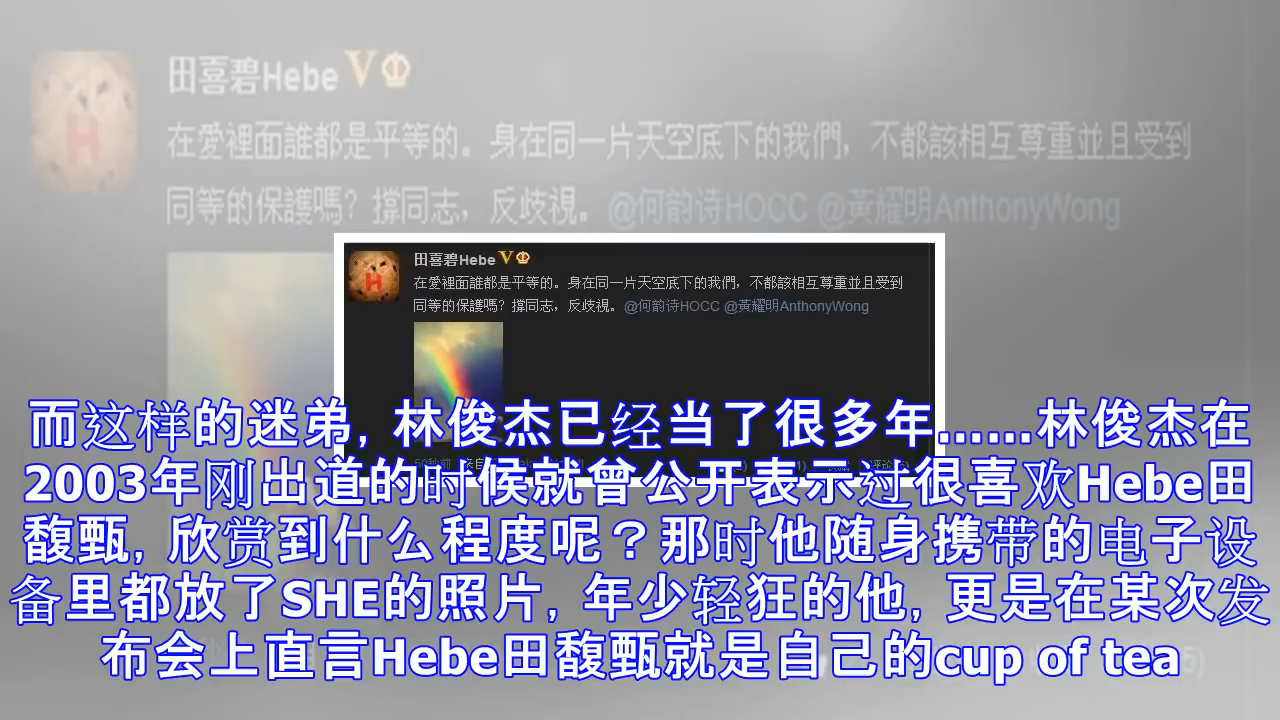 田喜碧Hebe V
在愛裡面誰都是平等的。身在同一片天空底下的我們，不都該相互尊重並且受到
同等的保護嗎？撐同志，反歧視。@何韵诗HOCC @黃耀明AnthonyWong
田喜碧Hebe V
在愛裡面誰都是平等的。身在同一片天空底下的我們，不都該相互尊重並且受到
同等的保護嗎？撐同志，反歧視。@何韵诗HOCC @黃耀明AnthonyWong
而这样的迷弟，林俊杰已经当了很多年……林俊杰在
2003年刚出道的时候就曾公开表示过很喜欢Hebe田
馥甄，欣赏到什么程度呢？那时他随身携带的电子设
备里都放了SHE的照片，年少轻狂的他，更是在某次发
布会上直言Hebe田馥甄就是自己的cup of tea